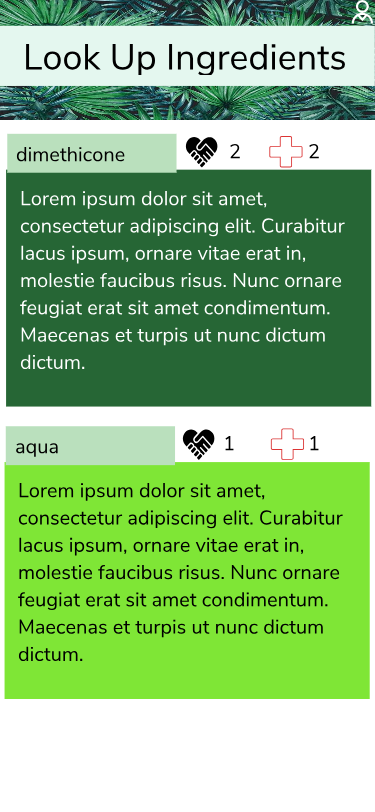 Look Up Ingredients
dimethicone 2 2
Lorem ipsum dolor sit amet,
consectetur adipiscing elit. Curabitur
lacus ipsum, ornare vitae erat in,
molestie faucibus risus. Nunc ornare
feugiat erat sit amet condimentum.
Maecenas et turpis ut nunc dictum
dictum.
aqua 1 1
Lorem ipsum dolor sit amet,
consectetur adipiscing elit. Curabitur
lacus ipsum, ornare vitae erat in,
molestie faucibus risus. Nunc ornare
feugiat erat sit amet condimentum.
Maecenas et turpis ut nunc dictum
dictum.